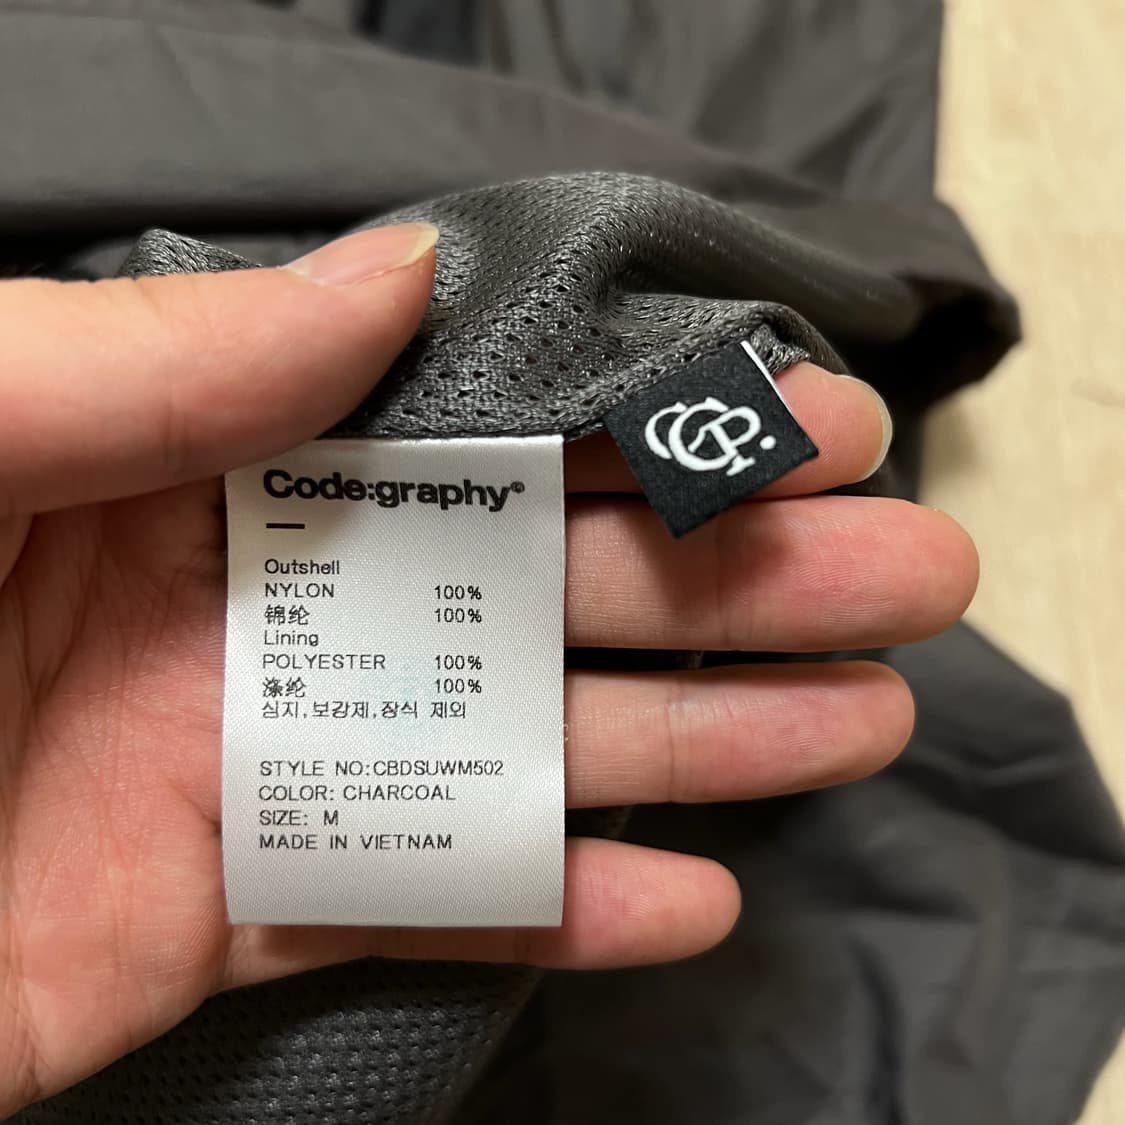 Code:graphy®
Outshell
NYLON 100%
锦纶 100%
Lining
POLYESTER 100%
涤纶 100%
심지,보강제,장식 제외
STYLE NO:CBDSUWM502
COLOR: CHARCOAL
SIZE: M
MADE IN VIETNAM
CGP.